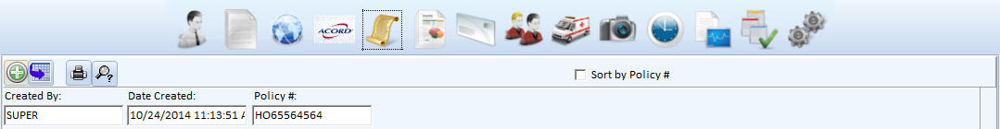 ACORD
Sort by Policy #
Created By: Date Created: Policy #:
SUPER 10/24/2014 11:13:51 HO65564564